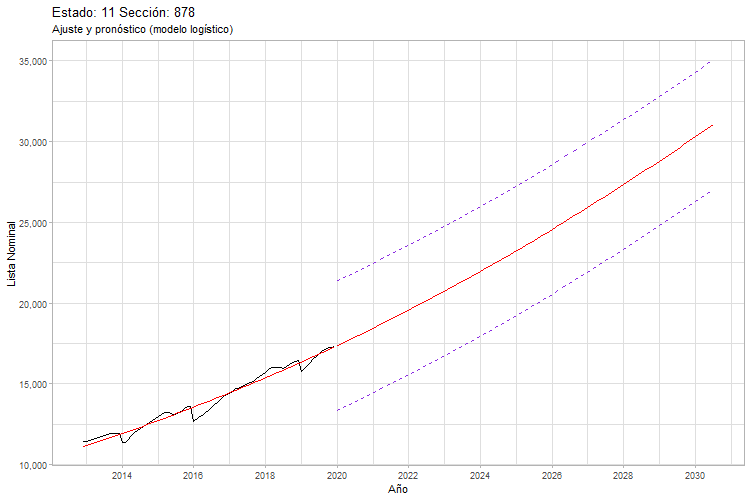 Estado: 11 Sección: 878
Ajuste y pronóstico (modelo logístico)
35,000
30,000
25,000
20,000
15,000
10,000
Lista Nominal
2014 2016 2018 2020 2022 2024 2026 2028 2030
Año